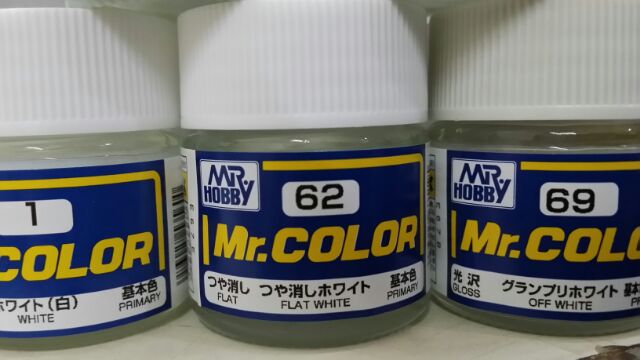 1
COLOR
ホワイト(白) 基本色
WHITE PRIMARY
MR
HOBBY
62
Mr.COLOR
つや消し つや消しホワイト 基本色
FLAT FLAT WHITE PRIMARY
MR
HOBBY
69
Mr.COLO
光沢 グランプリホワイト 基
GLOSS OFF WHITE P